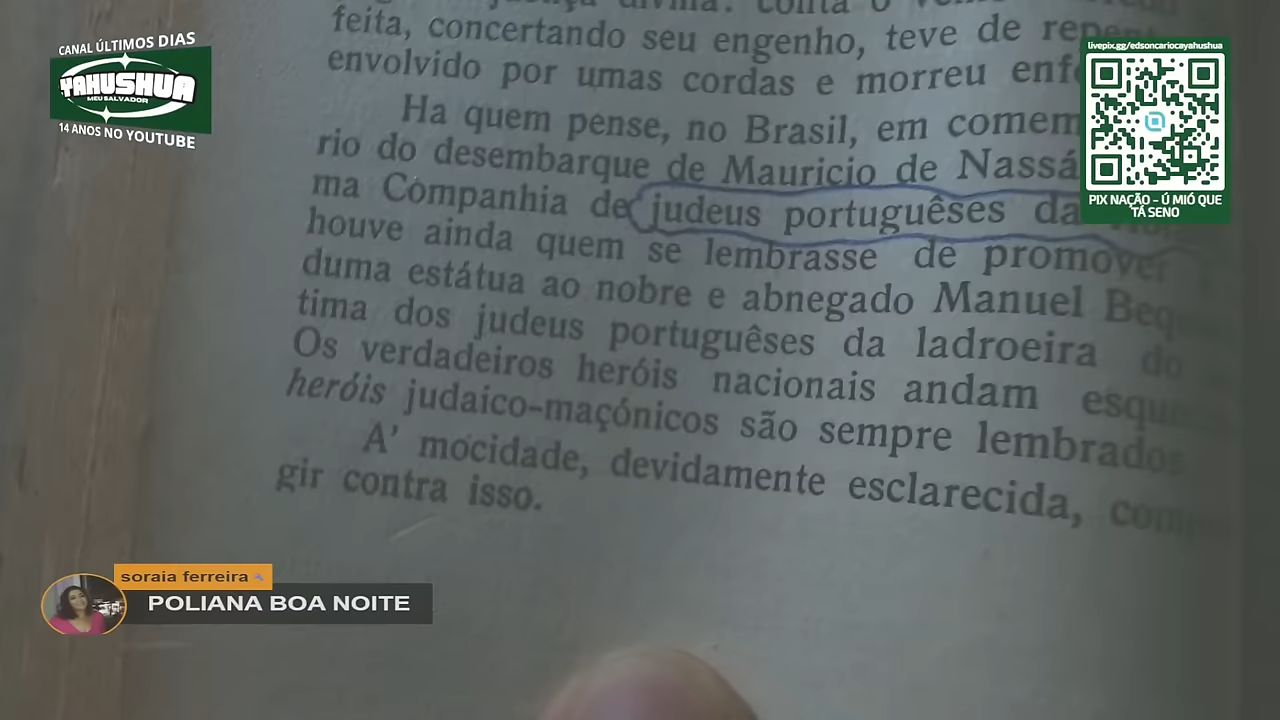 CANAL ÚLTIMOS DIAS
YAHUSHUA
MEU SALVADOR
14 ANOS NO YOUTUBE
livepix.gg/edsoncariocayahushua
PIX NAÇÃO - Ú MIÓ QUE
TÁ SENO
divina: conta o
feita, concertando seu engenho, teve de
envolvido por umas cordas e morreu
Ha quem pense, no Brasil, em
rio do desembarque de Mauricio de
ma Companhia de judeus portuguêses da
houve ainda quem se lembrasse de promover
duma estátua ao nobre e abnegado Manuel
tima dos judeus portuguêses da ladroeira do
Os verdadeiros heróis nacionais andam
heróis judaico-maçónicos são sempre lembrados
A' mocidade, devidamente esclarecida,
gir contra isso.
soraia ferreira
POLIANA BOA NOITE